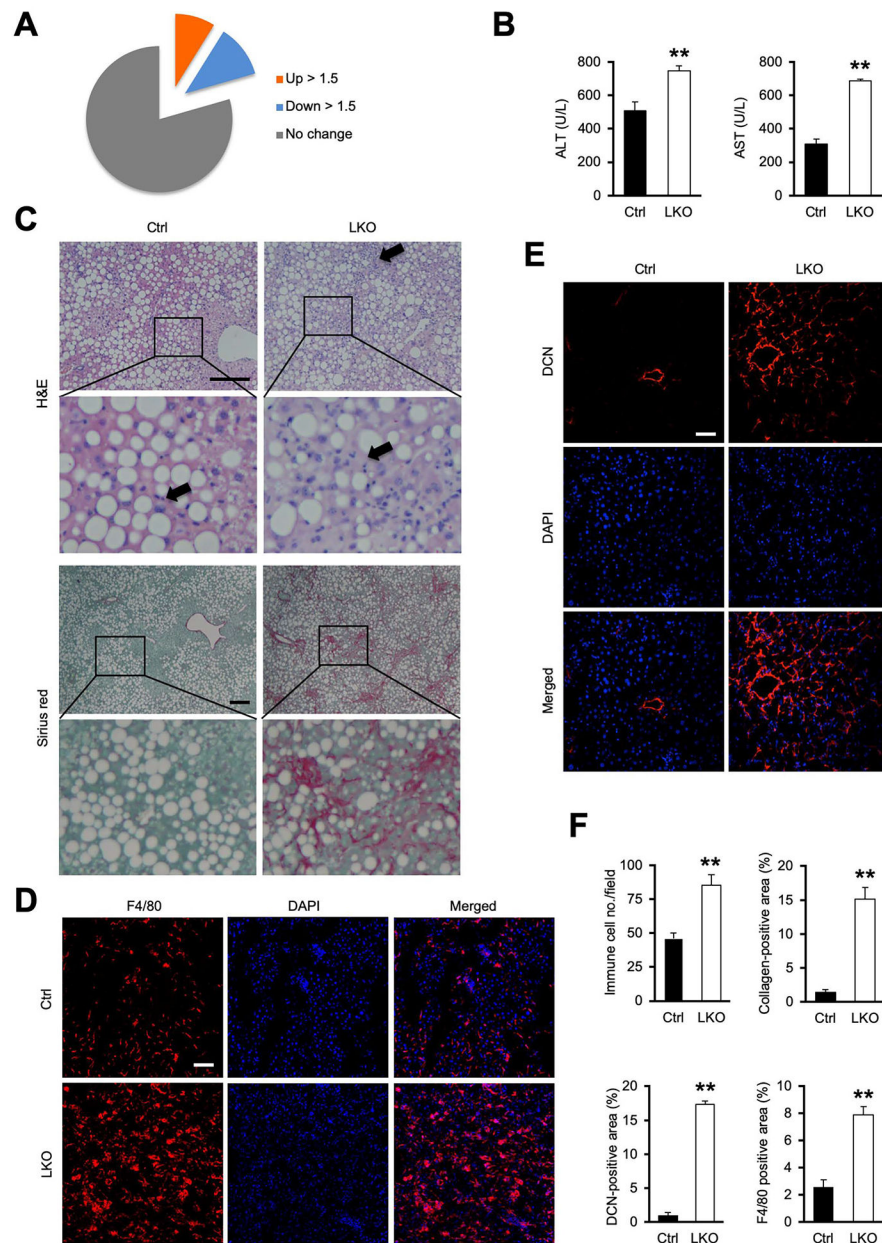 A
Up > 1.5
Down > 1.5
No change
B
ALT (U/L)
800
600
400
200
0
**
Ctrl
LKO
AST (U/L)
800
600
400
200
0
**
Ctrl
LKO
C
Ctrl
LKO
H&E
Sirius red
D
F4/80
DAPI
Merged
Ctrl
LKO
E
Ctrl
LKO
DCN
DAPI
Merged
F
Immune cell no./field
100
75
50
25
0
**
Ctrl
LKO
Collagen-positive area (%)
20
15
10
5
0
**
Ctrl
LKO
DCN-positive area (%)
20
15
10
5
0
**
Ctrl
LKO
F4/80 positive area (%)
10
8
6
4
2
0
**
Ctrl
LKO